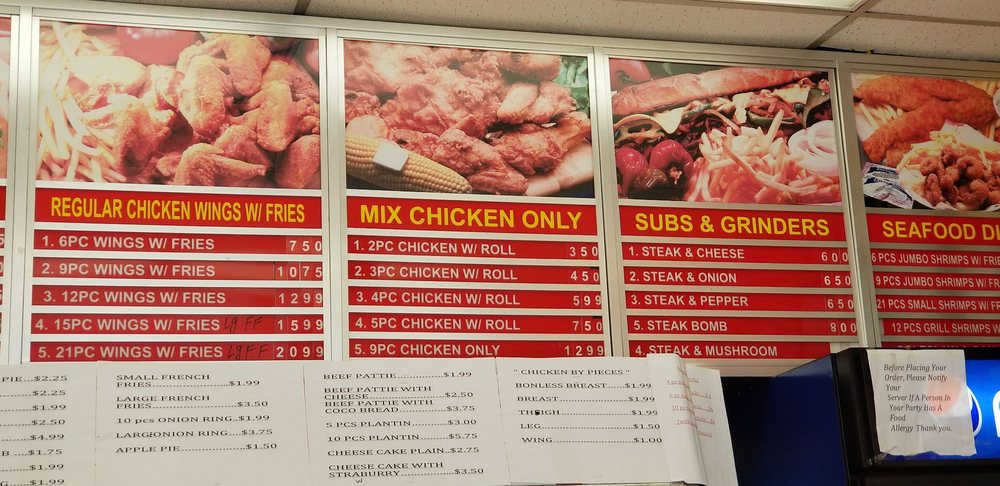 REGULAR CHICKEN WINGS W/ FRIES
1. 6PC WINGS W/ FRIES 750
2. 9PC WINGS W/ FRIES 1075
3. 12PC WINGS W/ FRIES 1299
4. 15PC WINGS W/ FRIES Lg FF 1599
5. 21PC WINGS W/ FRIES Lg FF 2099
MIX CHICKEN ONLY
1. 2PC CHICKEN W/ ROLL 350
2. 3PC CHICKEN W/ ROLL 450
3. 4PC CHICKEN W/ ROLL 599
4. 5PC CHICKEN W/ ROLL 750
5. 9PC CHICKEN ONLY 1299
SUBS & GRINDERS
1. STEAK & CHEESE 600
2. STEAK & ONION 650
3. STEAK & PEPPER 650
5. STEAK BOMB 800
4. STEAK & MUSHROOM
SEAFOOD DI
6 PCS JUMBO SHRIMPS W/ FRI
9 PCS JUMBO SHRIMPS W/ FR
21 PCS SMALL SHRIMPS W/ F
12 PCS GRILL SHRIMPS W
PIE...$2.25
$2.25
$1.99
$2.50
$4.99
$1.75
$1.99
$1.99
SMALL FRENCH
FRIES.....................$1.99
LARGE FRENCH
FRIES.....................$3.50
10 pcs ONION RING.$1.99
LARGE ONION RING...$3.75
APPLE PIE....$1.50
BEEF PATTIE..............$1.99
BEEF PATTIE WITH
CHEESE....................$2.50
BEEF PATTIE WITH
COCO BREAD............$3.75
5 PCS PLANTIN........$3.00
10 PCS PLANTIN......$5.75
CHEESE CAKE PLAIN..$2.75
CHEESE CAKE WITH
STRABURRY...............$3.50
W
"CHICKEN BY PIECES"
BONLESS BREAST.....$1.99
BREAST.....................$1.99
THIGH......................$1.99
LEG...........................$1.50
WING.......................$1.00
Before Placing Your
Order, Please Notify
Your
Server If A Person In
Your Party Has A
Food
Allergy Thank you.